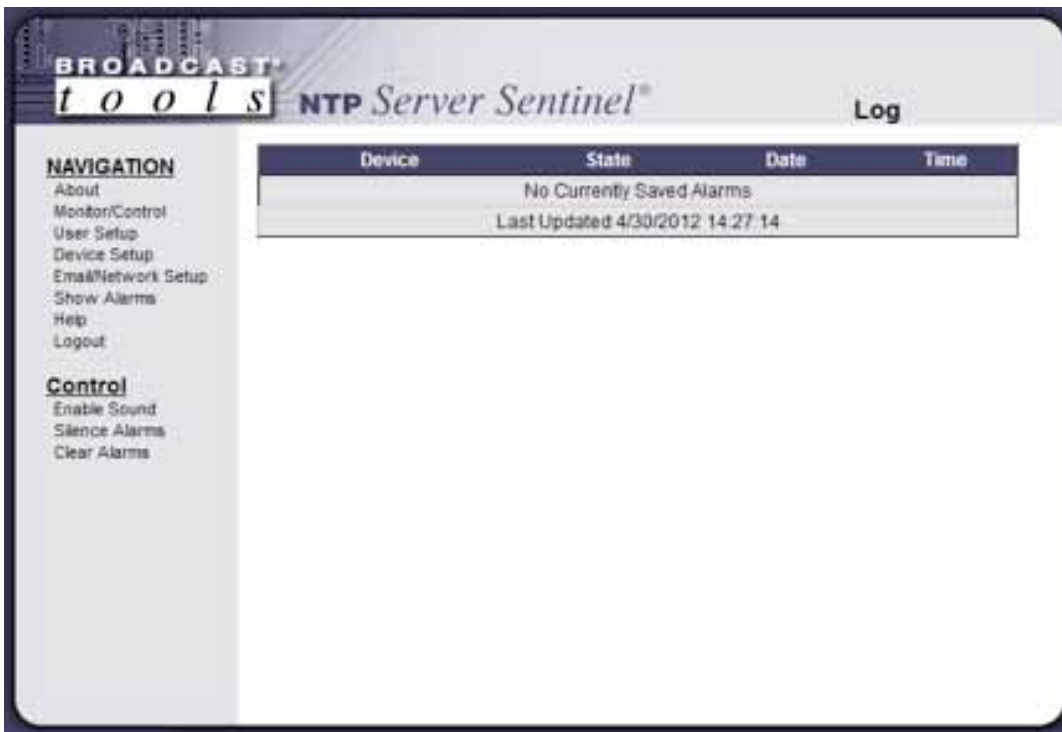 BROADCAST®
tools
NTP Server Sentinel®
Log
NAVIGATION
About
Monitor/Control
User Setup
Device Setup
Email/Network Setup
Show Alarms
Help
Logout
Control
Enable Sound
Silence Alarms
Clear Alarms
Device State Date Time
No Currently Saved Alarms
Last Updated 4/30/2012 14:27:14